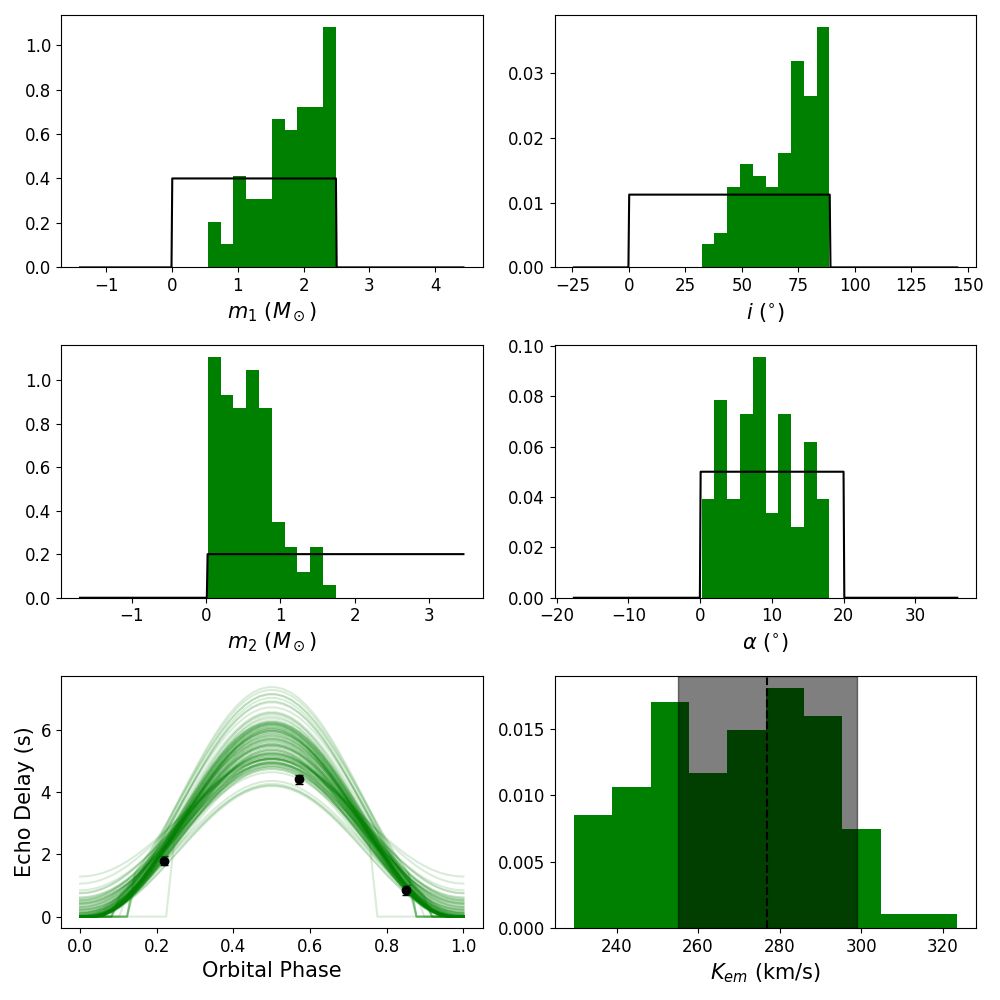 1.0
0.8
0.6
0.4
0.2
0.0
−1 0 1 2 3 4
m₁ (M⊙)
0.03
0.02
0.01
0.00
−25 0 25 50 75 100 125 150
i (°)
1.0
0.8
0.6
0.4
0.2
0.0
−1 0 1 2 3
m₂ (M⊙)
0.10
0.08
0.06
0.04
0.02
0.00
−20 −10 0 10 20 30
α (°)
Echo Delay (s)
6
4
2
0
0.0 0.2 0.4 0.6 0.8 1.0
Orbital Phase
0.015
0.010
0.005
0.000
240 260 280 300 320
K_em (km/s)